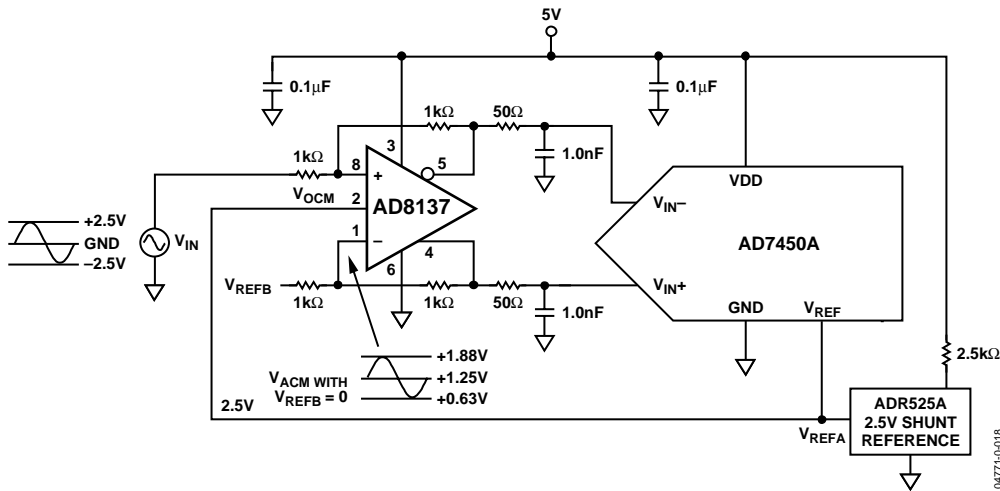 5V
0.1µF
0.1µF
1kΩ
50Ω
1kΩ
3
8
+
5
1.0nF
VDD
VOCM
2
AD8137
VIN–
+2.5V
GND
–2.5V
VIN
1
–
4
AD7450A
6
VREFB
1kΩ
1kΩ
50Ω
VIN+
GND
VREF
1.0nF
2.5kΩ
VACM WITH
VREFB = 0
+1.88V
+1.25V
+0.63V
2.5V
VREFA
ADR525A
2.5V SHUNT
REFERENCE
04771-0-018